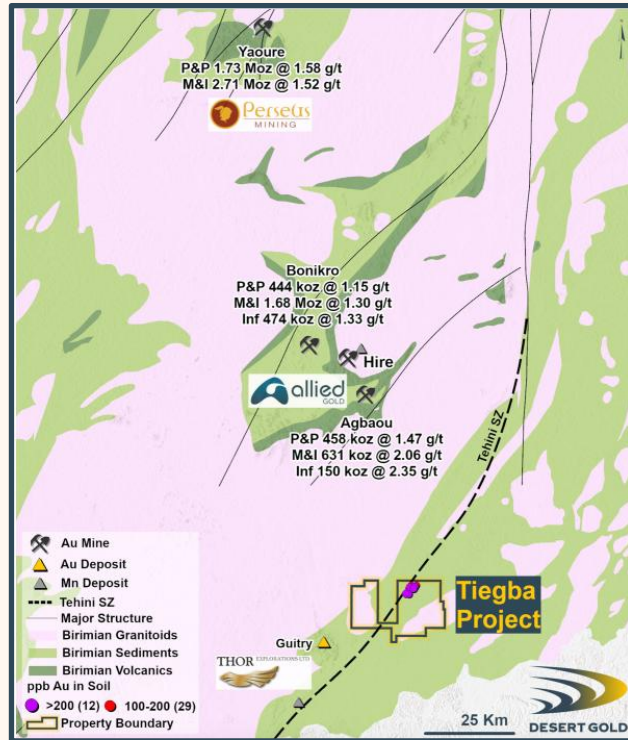 Yaoure
P&P 1.73 Moz @ 1.58 g/t
M&I 2.71 Moz @ 1.52 g/t
Perseus
MINING
Bonikro
P&P 444 koz @ 1.15 g/t
M&I 1.68 Moz @ 1.30 g/t
Inf 474 koz @ 1.33 g/t
Hire
allied
GOLD
Agbaou
P&P 458 koz @ 1.47 g/t
M&I 631 koz @ 2.06 g/t
Inf 150 koz @ 2.35 g/t
Tehini SZ
Tiegba
Project
Guitry
THOR EXPLORATIONS LTD
Au Mine
Au Deposit
Mn Deposit
Tehini SZ
Major Structure
Birimian Granitoids
Birimian Sediments
Birimian Volcanics
ppb Au in Soil
>200 (12) 100-200 (29)
Property Boundary
25 Km
DESERT GOLD